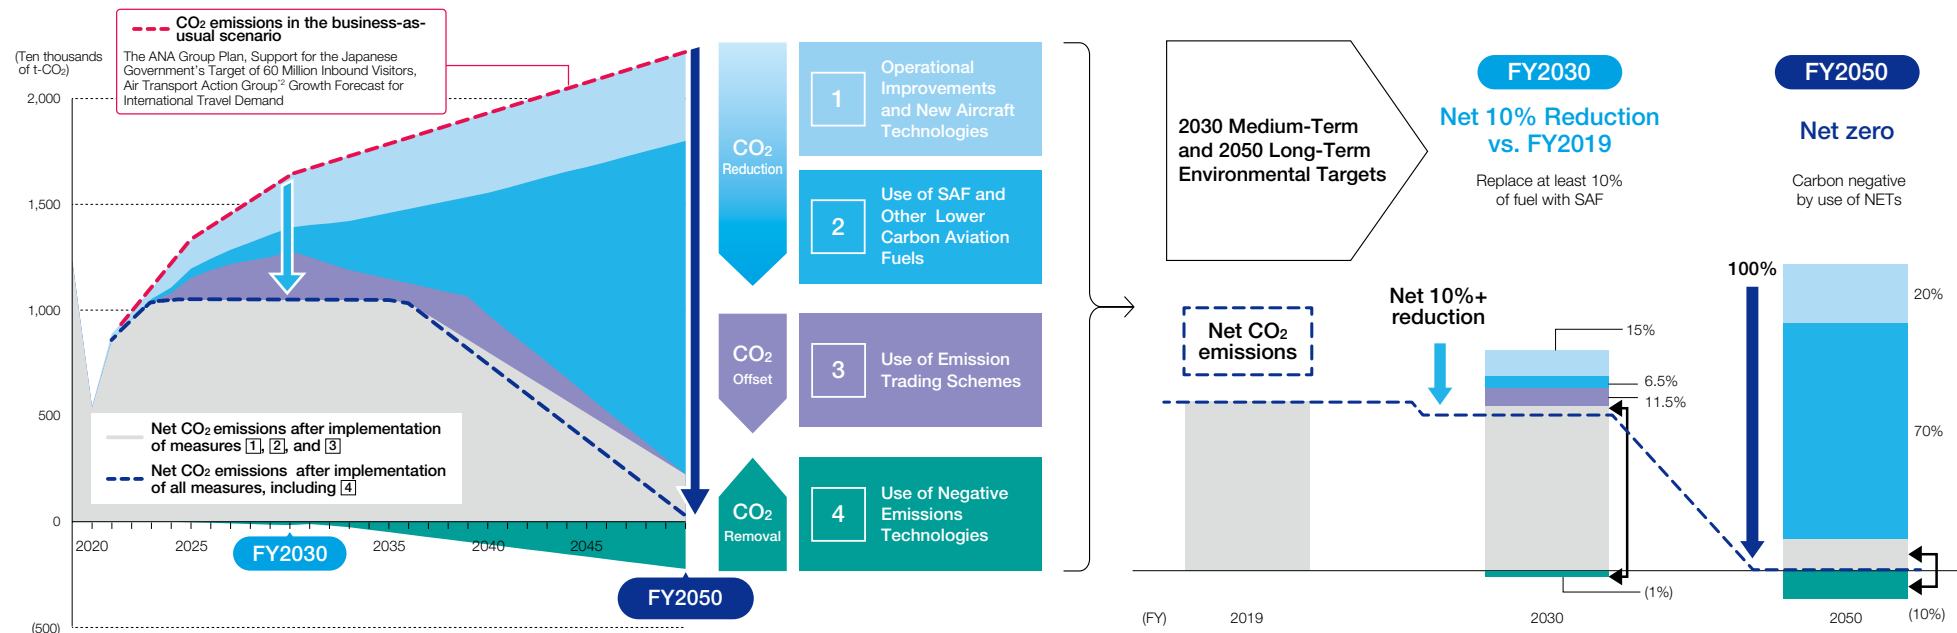 (Ten thousands
of t-CO2)
CO2 emissions in the business-as-
usual scenario
The ANA Group Plan, Support for the Japanese
Government's Target of 60 Million Inbound Visitors,
Air Transport Action Group*2 Growth Forecast for
International Travel Demand
2,000
1,500
1,000
500
0
(500)
Net CO2 emissions after implementation
of measures 1, 2, and 3
Net CO2 emissions after implementation
of all measures, including 4
2020
2025
FY2030
2035
2040
2045
FY2050
CO2
Reduction
1
Operational
Improvements
and New Aircraft
Technologies
2
Use of SAF and
Other Lower
Carbon Aviation
Fuels
CO2
Offset
3
Use of Emission
Trading Schemes
CO2
Removal
4
Use of Negative
Emissions
Technologies
2030 Medium-Term
and 2050 Long-Term
Environmental Targets
FY2030
Net 10% Reduction
vs. FY2019
Replace at least 10%
of fuel with SAF
FY2050
Net zero
Carbon negative
by use of NETs
Net CO2
emissions
Net 10%+
reduction
15%
6.5%
11.5%
(1%)
100%
20%
70%
(10%)
(FY)
2019
2030
2050